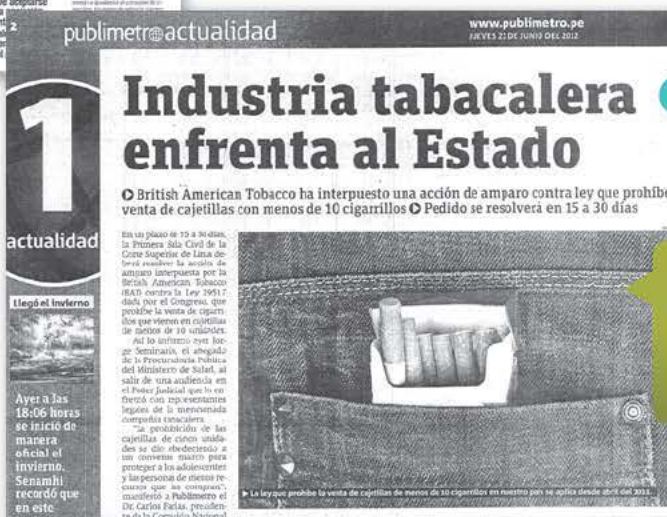 2
publimetro actualidad
www.publimetro.pe
JUEVES 21 DE JUNIO DEL 2012
1
actualidad
Industria tabacalera
enfrenta al Estado
British American Tobacco ha interpuesto una acción de amparo contra ley que prohíbe
venta de cajetillas con menos de 10 cigarrillos Pedido se resolverá en 15 a 30 días
En un plazo de 15 a 30 días,
la Primera Sala Civil de la
Corte Superior de Lima de-
berá resolver la acción de
amparo interpuesta por la
British American Tobacco
(BAT) contra la Ley 29517
dada por el Congreso, que
prohíbe la venta de cigarri-
llos que vienen en cajetillas
de menos de 10 unidades.
Así lo informó ayer Jor-
ge Seminario, el abogado
de la Procuraduría Pública
del Ministerio de Salud, al
salir de una audiencia en
el Poder Judicial que lo en-
frentó con representantes
legales de la mencionada
compañía tabacalera.
"La prohibición de las
cajetillas de cinco unida-
des se dio obedeciendo a
un convenio marco para
proteger a los adolescentes
y las personas de menos re-
cursos que las compran",
manifestó a Publimetro el
Dr. Carlos Farías, presiden-
te de la Comisión Nacional
La ley que prohíbe la venta de cajetillas de menos de 10 cigarrillos en nuestro país se aplica desde abril del 2011.
Llegó el invierno
Ayer a las
18:06 horas
se inició de
manera
oficial el
invierno.
Senamhi
recordó que
en este